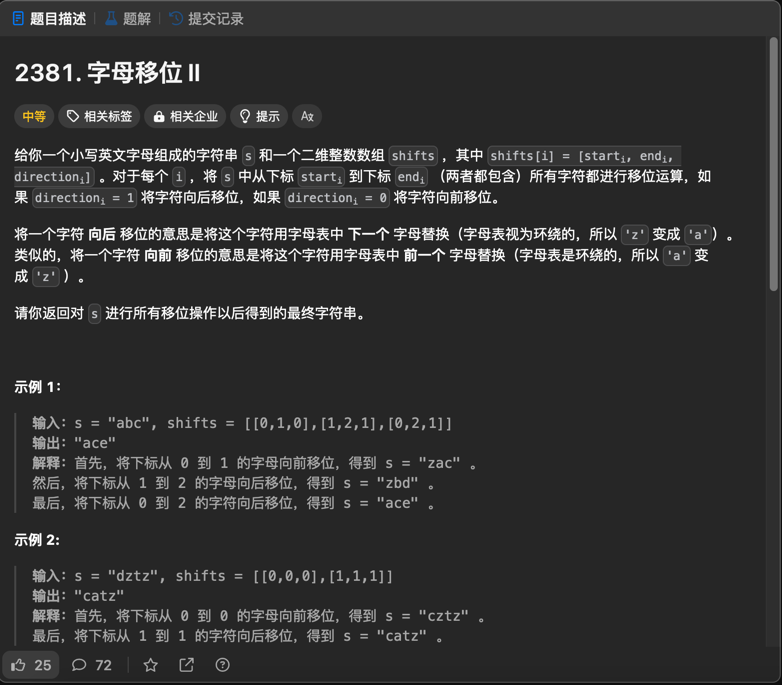 题目描述 | 题解 | 提交记录
2381. 字母移位 II
中等 相关标签 相关企业 提示
给你一个小写英文字母组成的字符串 s 和一个二维整数数组 shifts ，其中 shifts[i] = [starti, endi,
directioni] 。对于每个 i ，将 s 中从下标 starti 到下标 endi （两者都包含）所有字符都进行移位运算，如
果 directioni = 1 将字符向后移位，如果 directioni = 0 将字符向前移位。
将一个字符 向后 移位的意思是将这个字符用字母表中 下一个 字母替换（字母表视为环绕的，所以 'z' 变成 'a'）。
类似的，将一个字符 向前 移位的意思是将这个字符用字母表中 前一个 字母替换（字母表是环绕的，所以 'a' 变
成 'z' ）。
请你返回对 s 进行所有移位操作以后得到的最终字符串。
示例 1：
输入：s = "abc", shifts = [[0,1,0],[1,2,1],[0,2,1]]
输出："ace"
解释：首先，将下标从 0 到 1 的字母向前移位，得到 s = "zac" 。
然后，将下标从 1 到 2 的字母向后移位，得到 s = "zbd" 。
最后，将下标从 0 到 2 的字符向后移位，得到 s = "ace" 。
示例 2:
输入：s = "dztz", shifts = [[0,0,0],[1,1,1]]
输出："catz"
解释：首先，将下标从 0 到 0 的字母向前移位，得到 s = "cztz" 。
最后，将下标从 1 到 1 的字符向后移位，得到 s = "catz" 。
25 72